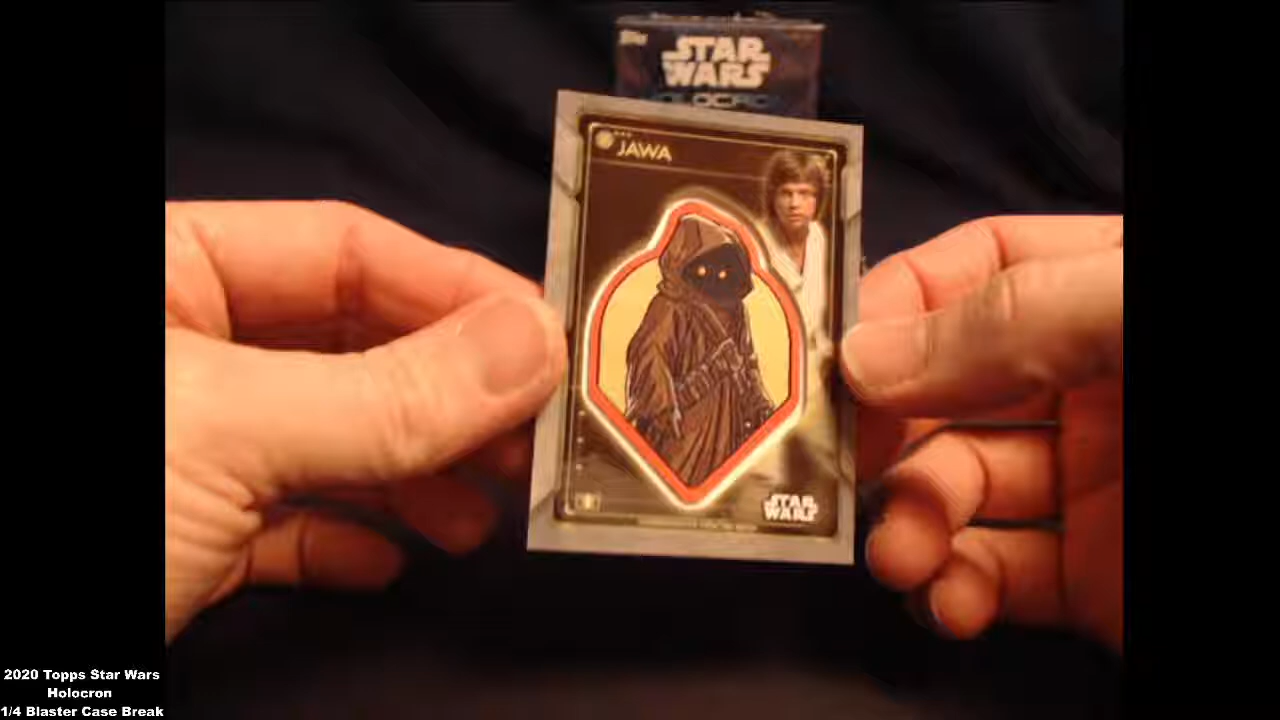 STAR
WARS
JAWA
STAR
WARS
2020 Topps Star Wars
Holocron
1/4 Blaster Case Break